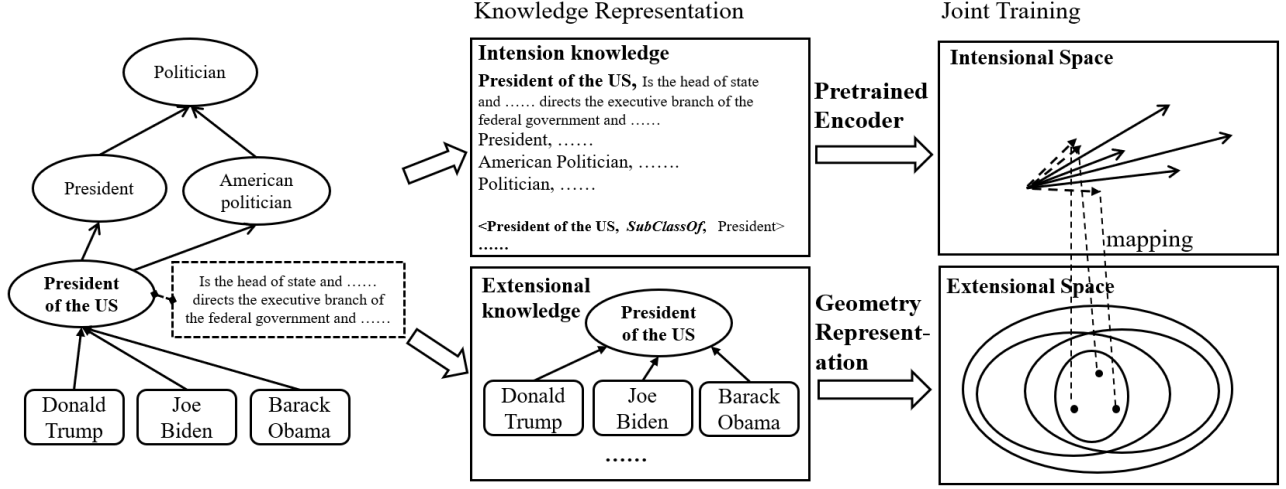 Knowledge Representation
Joint Training
Politician
President
American
politician
President
of the US
Is the head of state and ……
directs the executive branch of
the federal government and ……
Donald
Trump
Joe
Biden
Barack
Obama
Intension knowledge
President of the US, Is the head of state
and …… directs the executive branch of the
federal government and ……
President, ……
American Politician, …….
Politician, ……
<President of the US, SubClassOf, President>
……
Extensional
knowledge
President
of the US
Donald
Trump
Joe
Biden
Barack
Obama
……
Pretrained
Encoder
Geometry
Represent-
ation
Intensional Space
mapping
Extensional Space